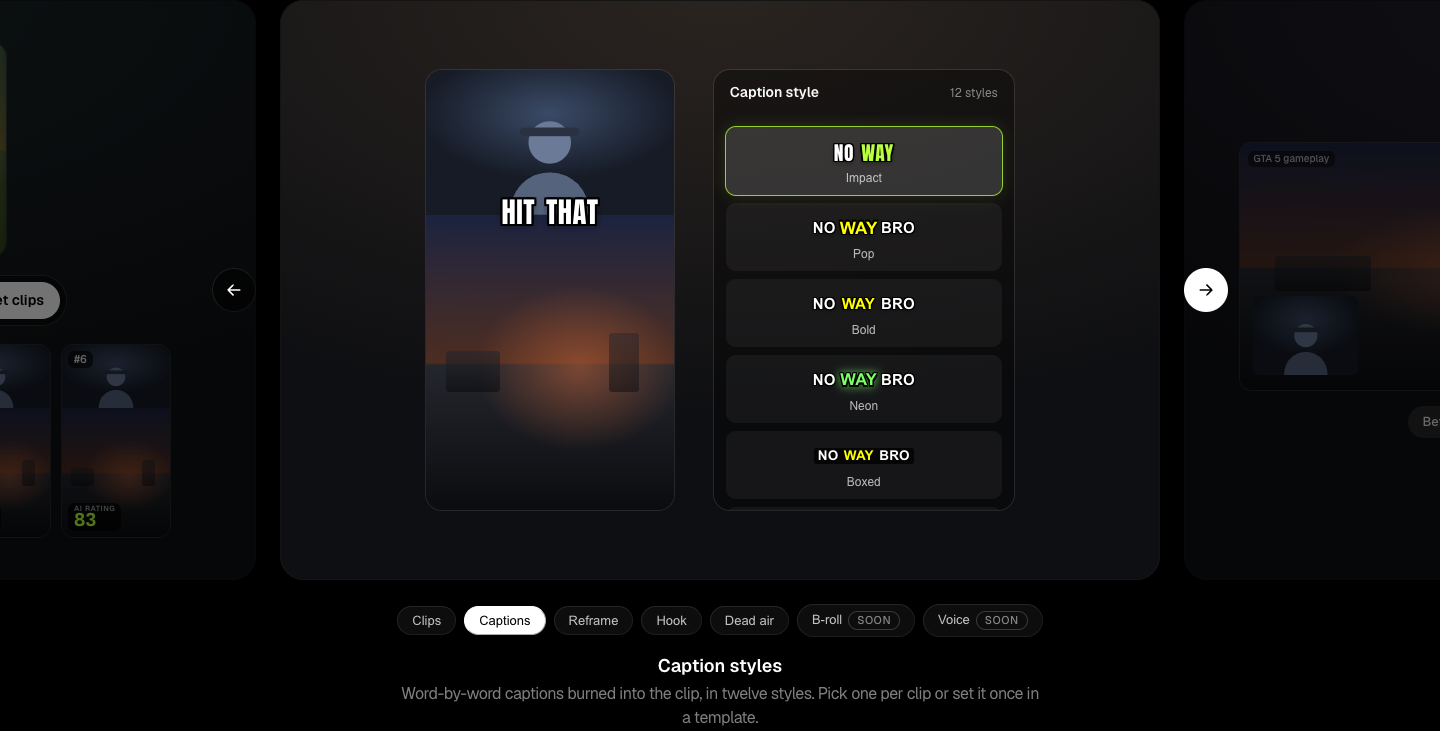 et clips
#6
AI RATING
83
HIT THAT
Caption style
12 styles
NO WAY
Impact
NO WAY BRO
Pop
NO WAY BRO
Bold
NO WAY BRO
Neon
NO WAY BRO
Boxed
GTA 5 gameplay
Clips
Captions
Reframe
Hook
Dead air
B-roll SOON
Voice SOON
Caption styles
Word-by-word captions burned into the clip, in twelve styles. Pick one per clip or set it once in
a template.